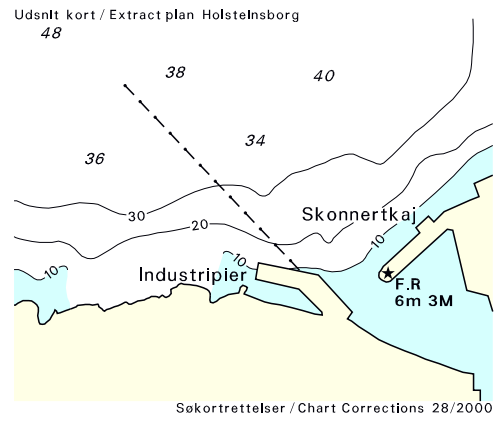 Udsnit kort / Extract plan Holsteinsborg
48
38
40
34
36
30
20
Skonnertkaj
10
10
10
Industripier
F.R
6m 3M
Søkortrettelser / Chart Corrections 28/2000